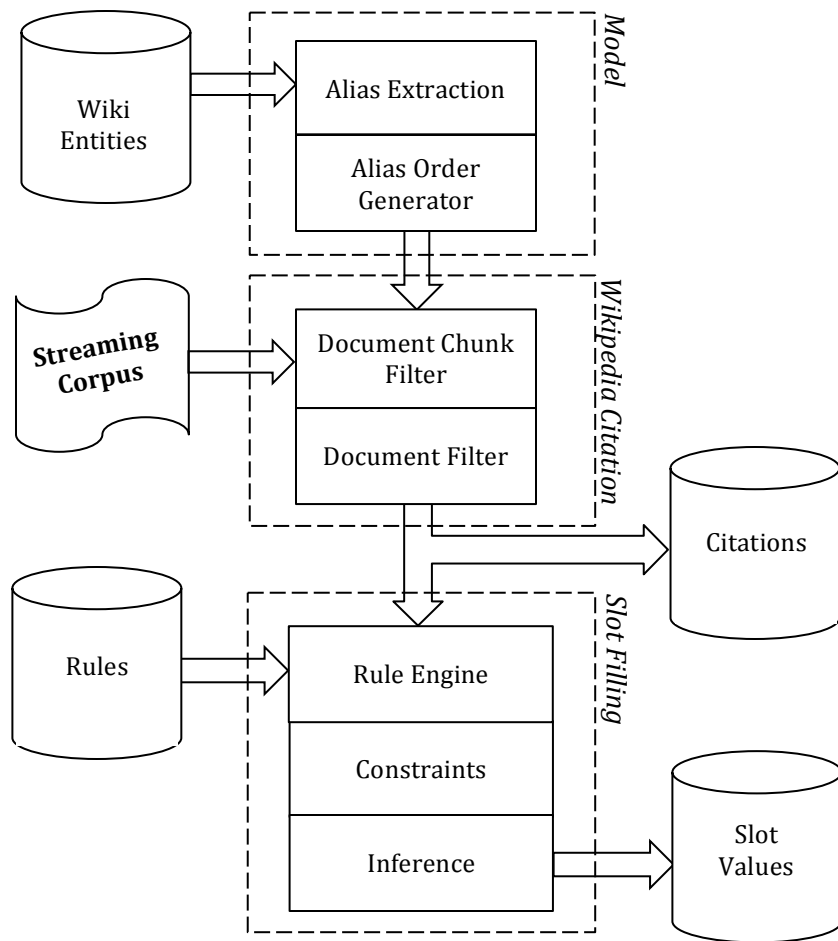 Model
Wiki
Entities
Alias Extraction
Alias Order
Generator
Wikipedia Citation
Streaming
Corpus
Document Chunk
Filter
Document Filter
Citations
Slot Filling
Rules
Rule Engine
Constraints
Inference
Slot
Values